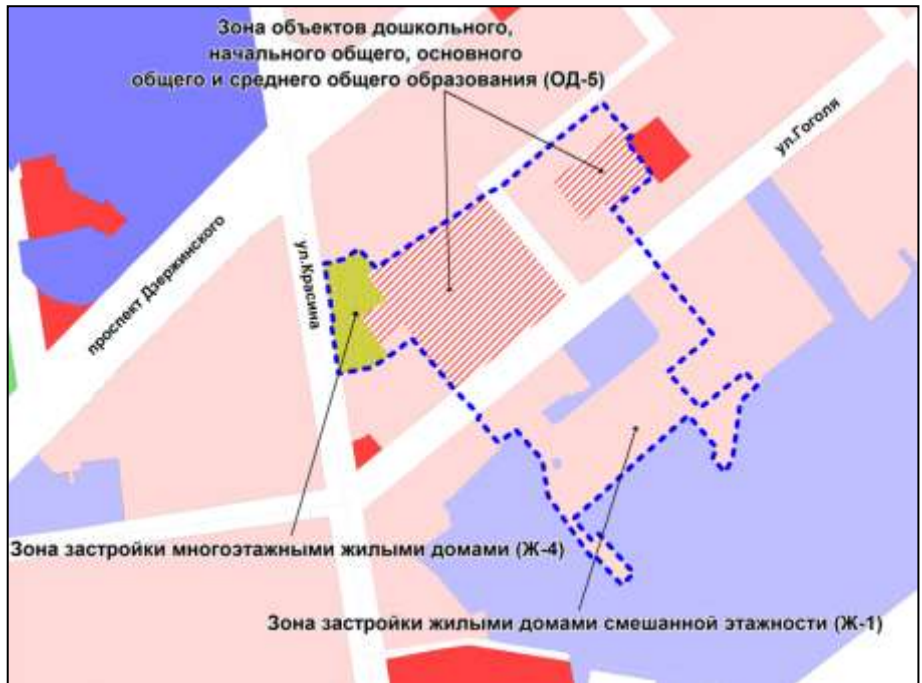 Зона объектов дошкольного,
начального общего, основного
общего и среднего общего образования (ОД-5)
ул.Гоголя
проспект Дзержинского
ул.Красина
Зона застройки многоэтажными жилыми домами (Ж-4)
Зона застройки жилыми домами смешанной этажности (Ж-1)